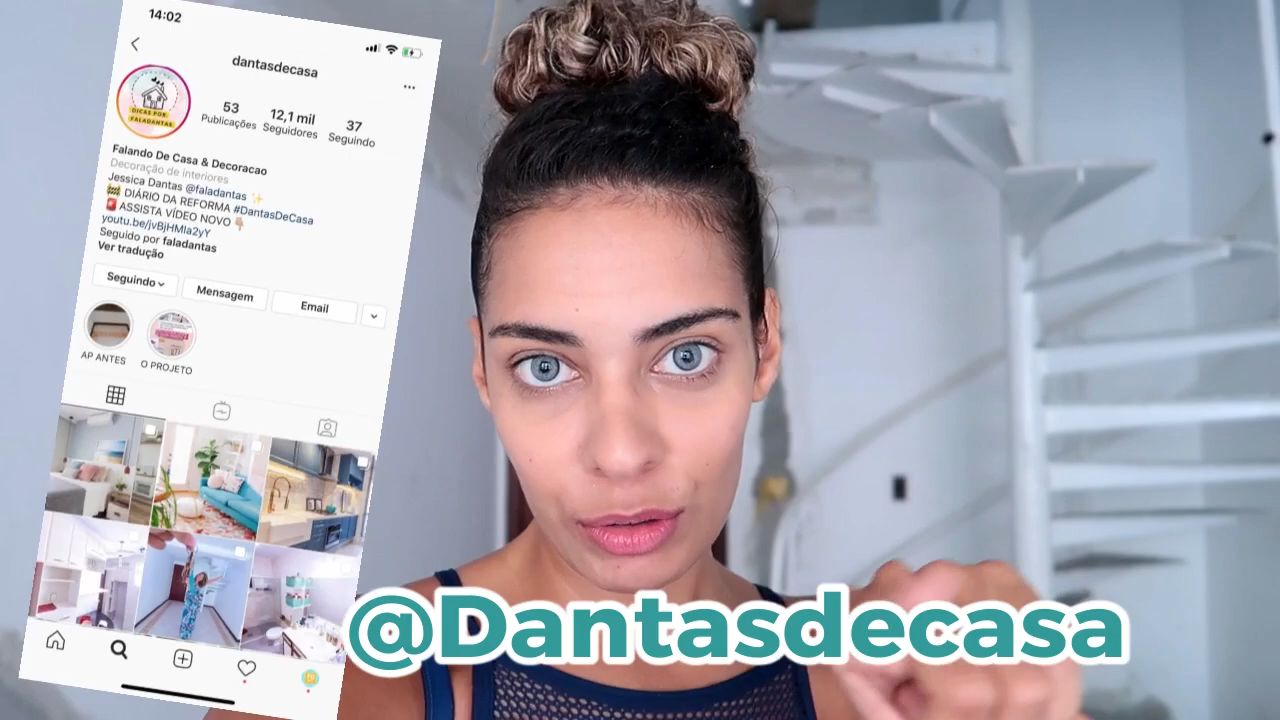 14:02
dantasdecasa
DICAS POR
FALADANTAS
53 12,1 mil 37
Publicações Seguidores Seguindo
Falando De Casa & Decoracao
Decoração de interiores
Jessica Dantas @faladantas ✨
🚧 DIÁRIO DA REFORMA #DantasDeCasa
🚨 ASSISTA VÍDEO NOVO 👇🏼
youtu.be/jvBjHMla2yY
Seguido por faladantas
Ver tradução
Seguindo Mensagem Email
AP ANTES O PROJETO
@Dantasdecasa